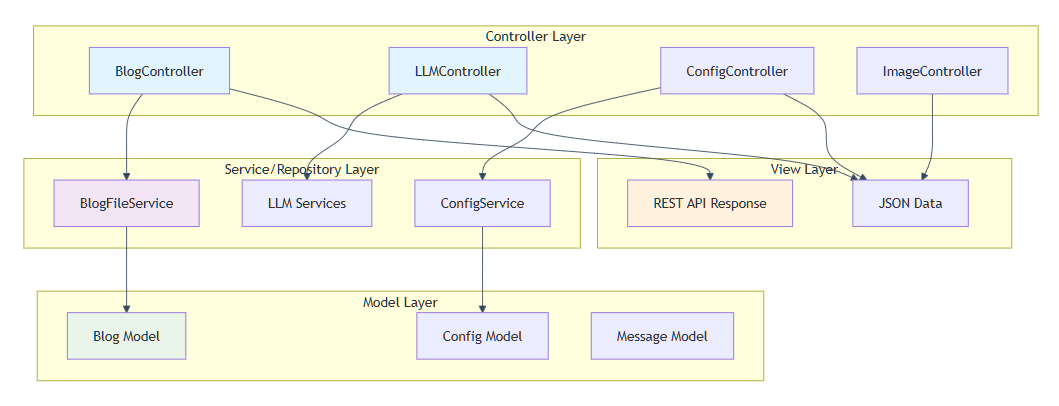 Controller Layer
BlogController
LLMController
ConfigController
ImageController
Service/Repository Layer
View Layer
BlogFileService
LLM Services
ConfigService
REST API Response
JSON Data
Model Layer
Blog Model
Config Model
Message Model